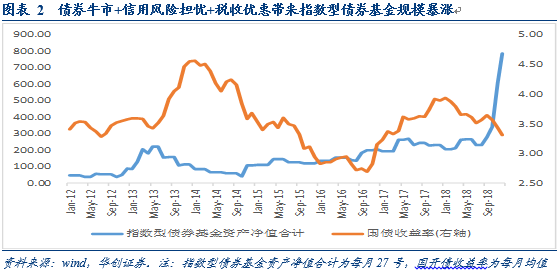 图表 2 债券牛市+信用风险担忧+税收优惠带来指数型债券基金规模暴涨
900.00 5.00
800.00
700.00 4.50
600.00
500.00 4.00
400.00 3.50
300.00
200.00 3.00
100.00
0.00 2.50
Jan-12 May-12 Sep-12 Jan-13 May-13 Sep-13 Jan-14 May-14 Sep-14 Jan-15 May-15 Sep-15 Jan-16 May-16 Sep-16 Jan-17 May-17 Sep-17 Jan-18 May-18 Sep-18
指数型债券基金资产净值合计 国债收益率(右轴)
资料来源：wind，华创证券。注：指数型债券基金资产净值合计为每月 27 号，国开债收益率为每月均值